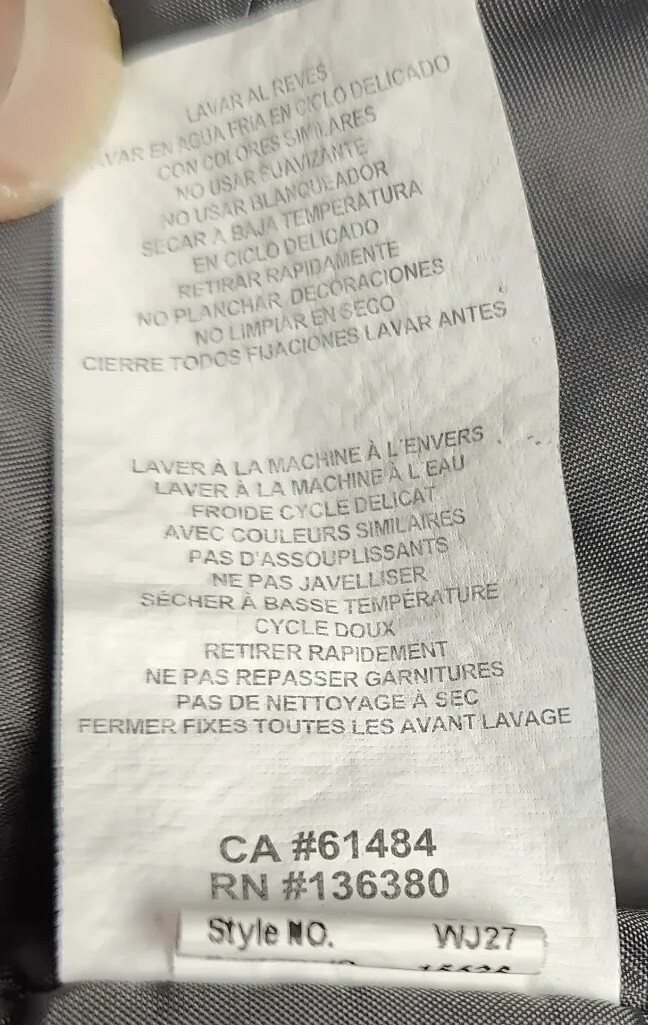 LAVAR AL REVES
VAR EN AGUA FRIA EN CICLO DELICADO
CON COLORES SIMILARES
NO USAR SUAVIZANTE
NO USAR BLANQUEADOR
SECAR A BAJA TEMPERATURA
EN CICLO DELICADO
RETIRAR RAPIDAMENTE
NO PLANCHAR DECORACIONES
NO LIMPIAR EN SECO
CIERRE TODOS FIJACIONES LAVAR ANTES
LAVER À LA MACHINE À L'ENVERS
LAVER À LA MACHINE À L'EAU
FROIDE CYCLE DELICAT
AVEC COULEURS SIMILAIRES
PAS D'ASSOUPLISSANTS
NE PAS JAVELLISER
SÉCHER À BASSE TEMPÉRATURE
CYCLE DOUX
RETIRER RAPIDEMENT
NE PAS REPASSER GARNITURES
PAS DE NETTOYAGE À SEC
FERMER FIXES TOUTES LES AVANT LAVAGE
CA #61484
RN #136380
Style NO. WJ27